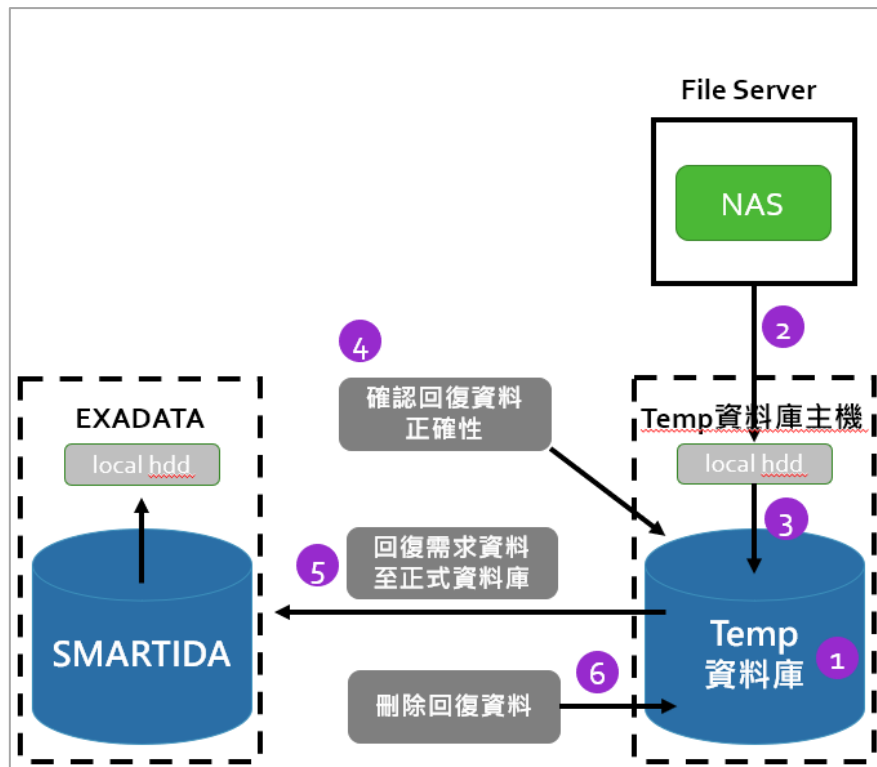 File Server
NAS
2
4
確認回復資料
正確性
EXADATA
local hdd
Temp資料庫主機
local hdd
3
5
回復需求資料
至正式資料庫
SMARTIDA
Temp
資料庫
1
6
刪除回復資料